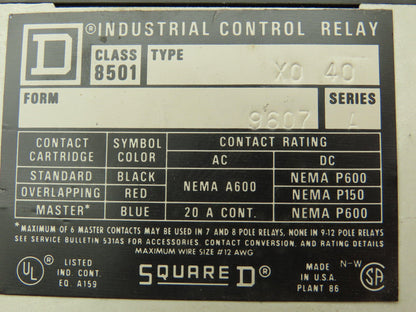 D ® INDUSTRIAL CONTROL RELAY
CLASS 8501 TYPE XO 40
FORM 9607 SERIES A
CONTACT CARTRIDGE SYMBOL COLOR CONTACT RATING
AC DC
STANDARD BLACK NEMA A600 NEMA P600
OVERLAPPING RED NEMA P150
MASTER* BLUE 20 A CONT. NEMA P600
*MAXIMUM OF 6 MASTER CONTACTS MAY BE USED IN 7 AND 8 POLE RELAYS, NONE IN 9-12 POLE RELAYS
SEE SERVICE BULLETIN 531AS FOR ACCESSORIES, CONTACT CONVERSION, AND RATING DETAILS
MAXIMUM WIRE SIZE #12 AWG
UL ® LISTED IND. CONT. EQ. A159
SQUARE D ®
MADE IN U.S.A. PLANT 86
N-W
SA ®